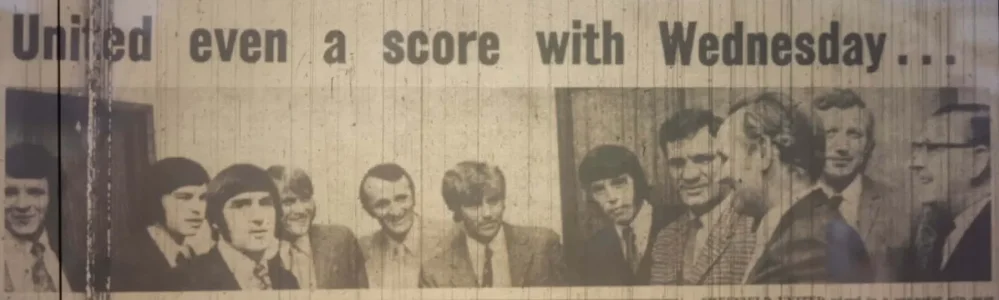 United even a score with Wednesday...